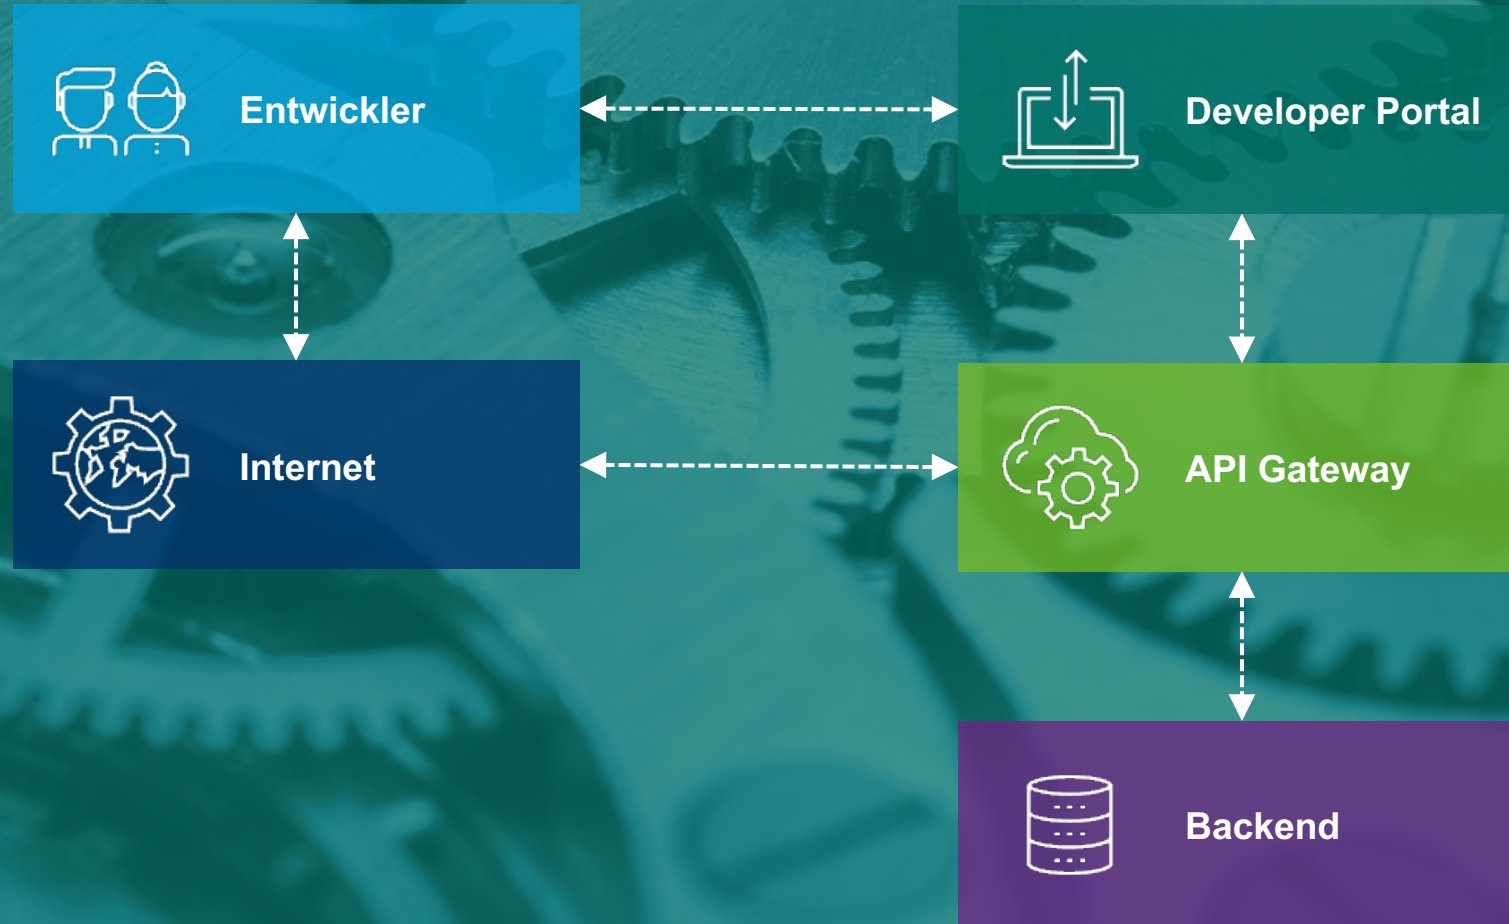 Entwickler
Developer Portal
Internet
API Gateway
Backend